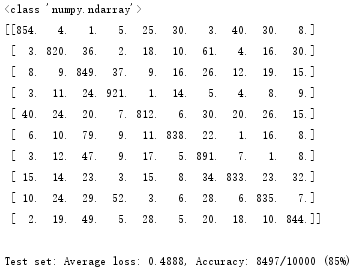 <class 'numpy.ndarray'>
[[854. 4. 1. 5. 25. 30. 3. 40. 30. 8.]
[ 3. 820. 36. 2. 18. 10. 61. 4. 16. 30.]
[ 8. 9. 849. 37. 9. 16. 26. 12. 19. 15.]
[ 3. 11. 24. 921. 1. 14. 5. 4. 8. 9.]
[ 40. 24. 20. 7. 812. 6. 30. 20. 26. 15.]
[ 6. 10. 79. 9. 11. 838. 22. 1. 16. 8.]
[ 3. 12. 47. 9. 17. 5. 891. 7. 1. 8.]
[ 15. 14. 23. 3. 15. 8. 34. 833. 23. 32.]
[ 10. 24. 29. 52. 3. 6. 28. 6. 835. 7.]
[ 2. 19. 49. 5. 28. 5. 20. 18. 10. 844.]]
Test set: Average loss: 0.4888, Accuracy: 8497/10000 (85%)